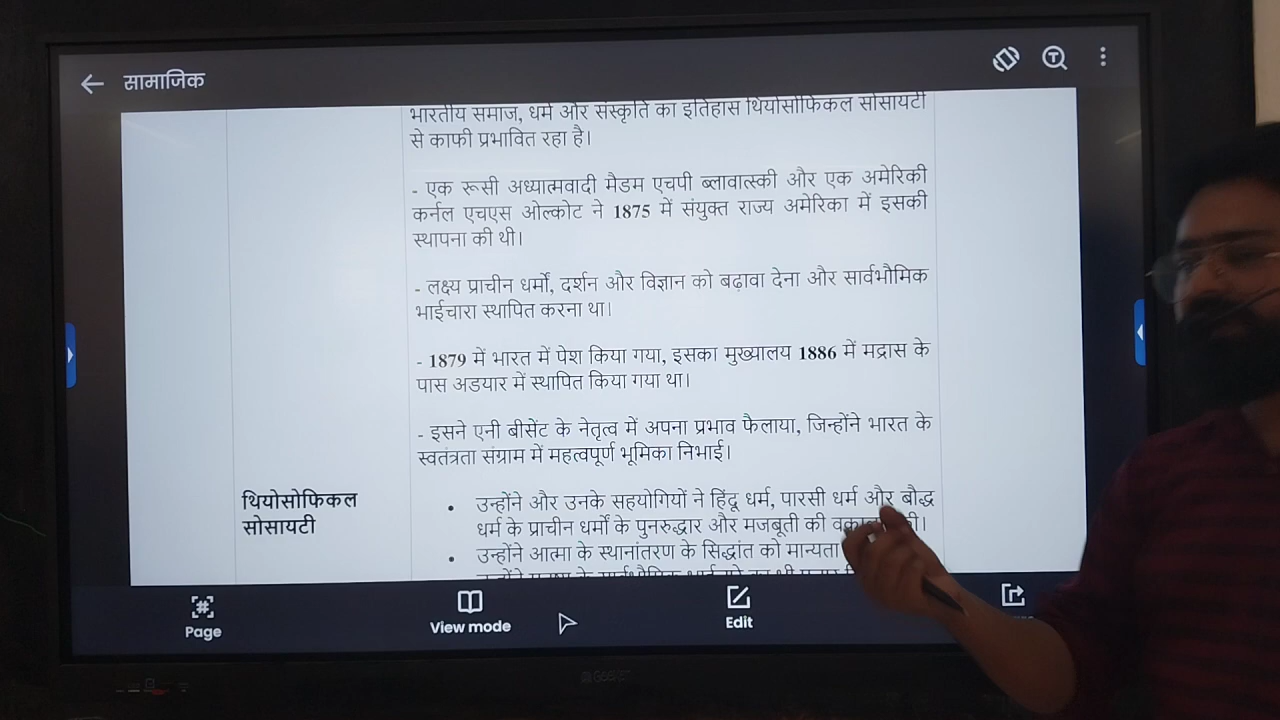 सामाजिक
भारतीय समाज, धर्म और संस्कृति का इतिहास थियोसोफिकल सोसायटी
से काफी प्रभावित रहा है।
- एक रूसी अध्यात्मवादी मैडम एचपी ब्लावात्स्की और एक अमेरिकी
कर्नल एचएस ओल्कोट ने 1875 में संयुक्त राज्य अमेरिका में इसकी
स्थापना की थी।
- लक्ष्य प्राचीन धर्मों, दर्शन और विज्ञान को बढ़ावा देना और सार्वभौमिक
भाईचारा स्थापित करना था।
- 1879 में भारत में पेश किया गया, इसका मुख्यालय 1886 में मद्रास के
पास अडयार में स्थापित किया गया था।
- इसने एनी बीसेंट के नेतृत्व में अपना प्रभाव फैलाया, जिन्होंने भारत के
स्वतंत्रता संग्राम में महत्वपूर्ण भूमिका निभाई।
थियोसोफिकल
सोसायटी
• उन्होंने और उनके सहयोगियों ने हिंदू धर्म, पारसी धर्म और बौद्ध
धर्म के प्राचीन धर्मों के पुनरुद्धार और मजबूती की की।
• उन्होंने आत्मा के स्थानांतरण के सिद्धांत को मान्यता
Page
View mode
Edit